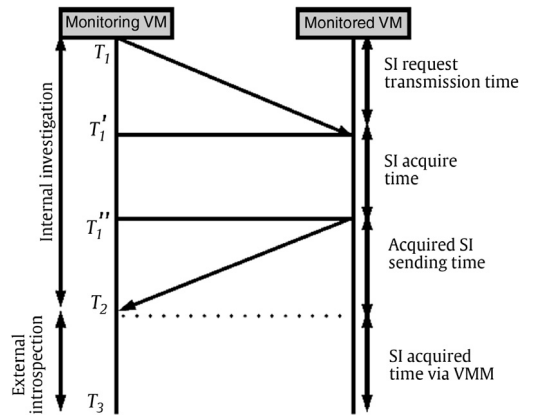 Monitoring VM
Monitored VM
T1
SI request
transmission time
T1'
SI acquire
time
Internal investigation
T1''
Acquired SI
sending time
T2
External
introspection
SI acquired
time via VMM
T3